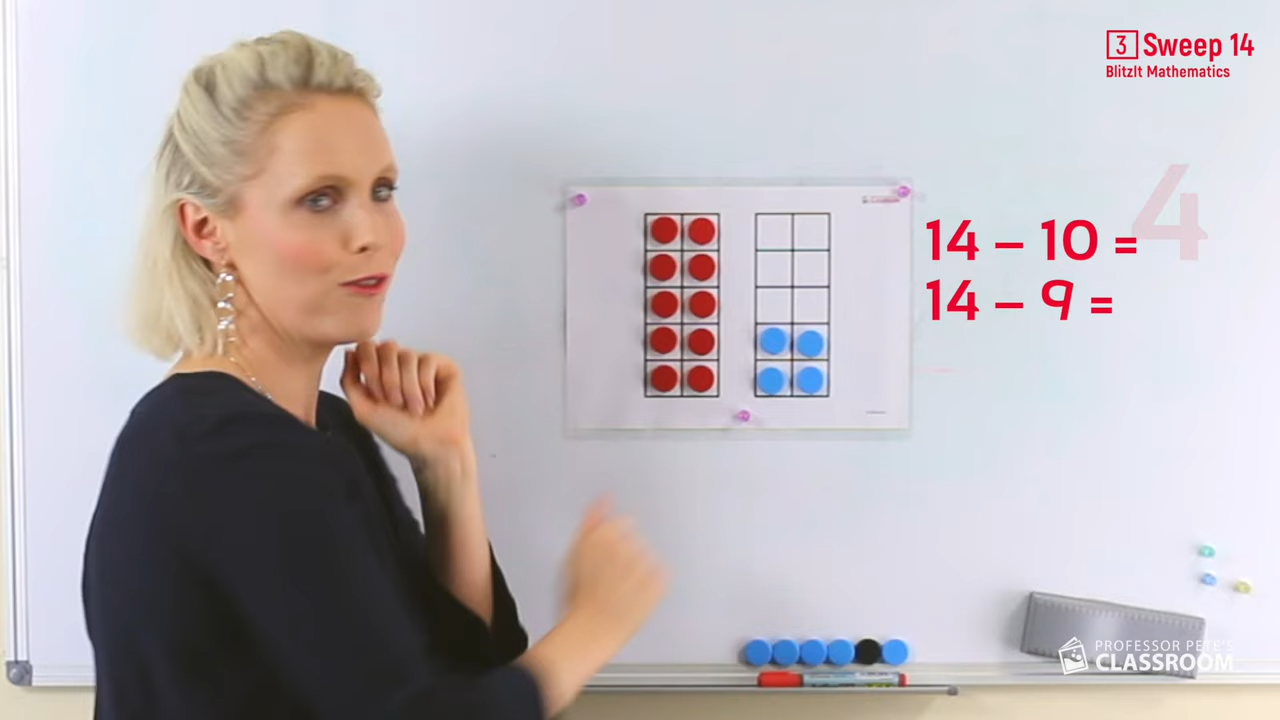 3 Sweep 14
BlitzIt Mathematics
4
14 – 10 =
14 – 9 =
PROFESSOR PETE'S
CLASSROOM